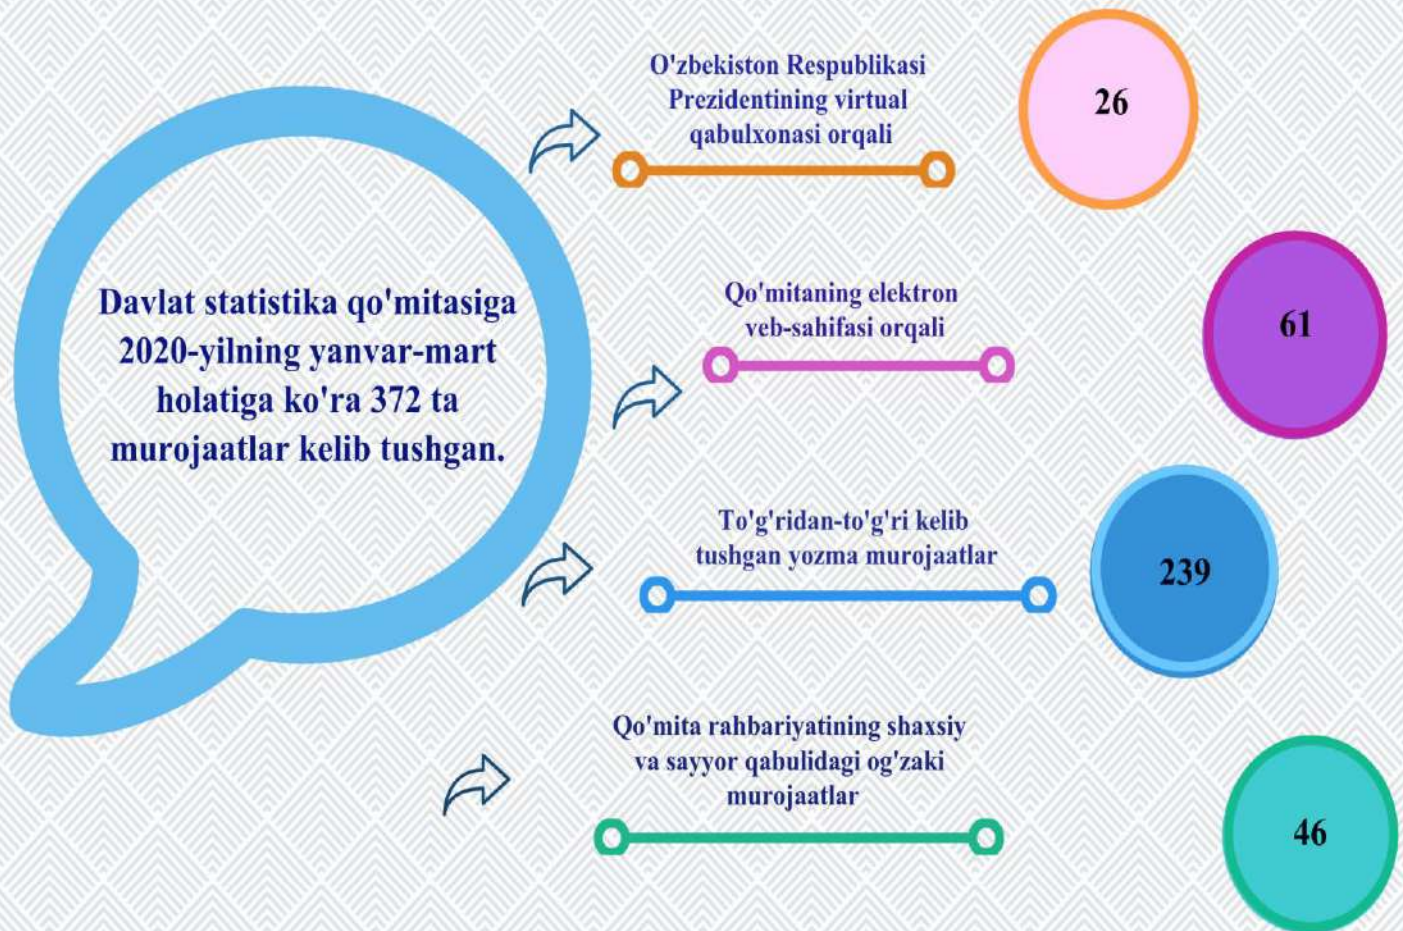 Davlat statistika qo'mitasiga
2020-yilning yanvar-mart
holatiga ko'ra 372 ta
murojaatlar kelib tushgan.
O'zbekiston Respublikasi
Prezidentining virtual
qabulxonasi orqali
26
Qo'mitaning elektron
veb-sahifasi orqali
61
To'g'ridan-to'g'ri kelib
tushgan yozma murojaatlar
239
Qo'mita rahbariyatining shaxsiy
va sayyor qabulidagi og'zaki
murojaatlar
46